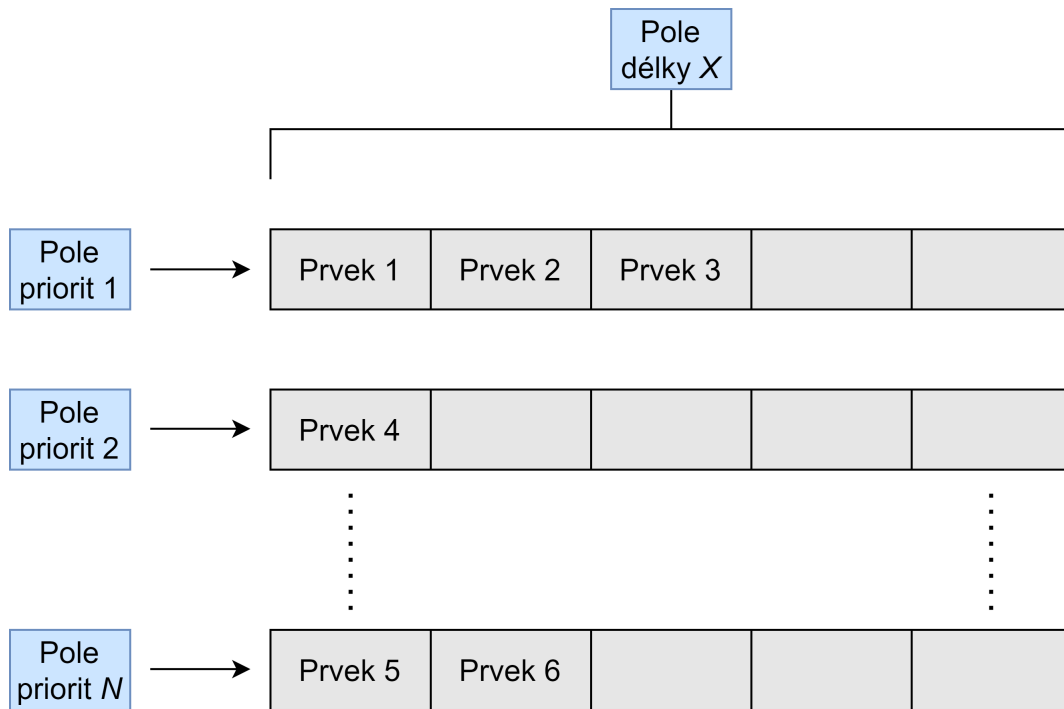 Pole
délky X
Pole
priorit 1
Prvek 1
Prvek 2
Prvek 3
Pole
priorit 2
Prvek 4
Pole
priorit N
Prvek 5
Prvek 6